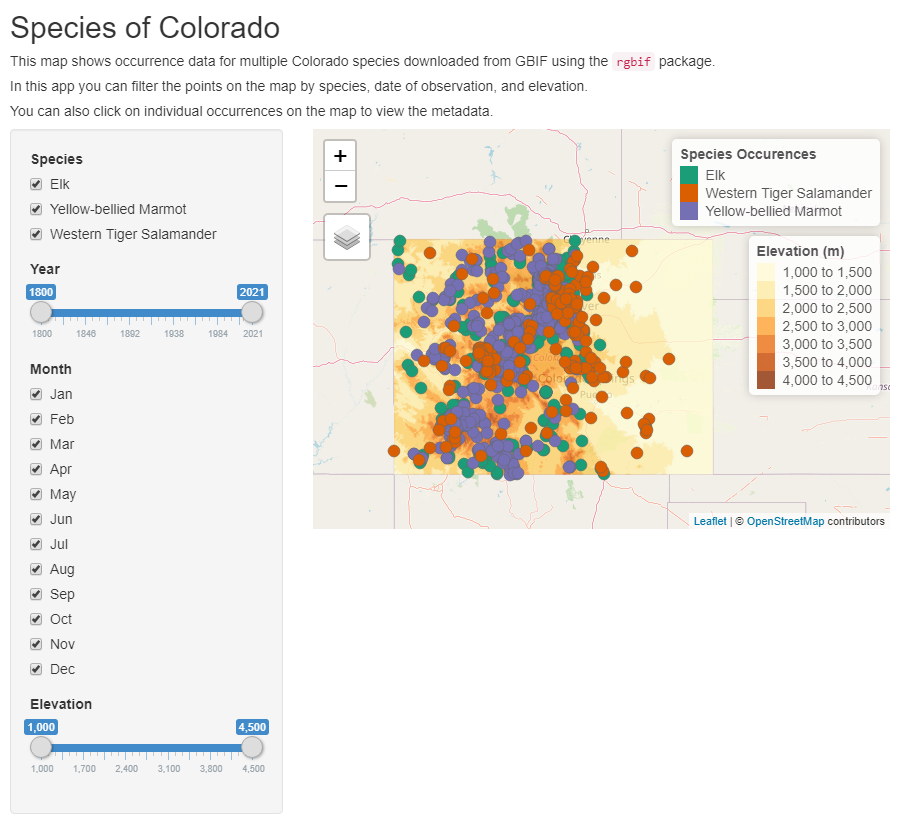 Species of Colorado
This map shows occurrence data for multiple Colorado species downloaded from GBIF using the rgbif package.
In this app you can filter the points on the map by species, date of observation, and elevation.
You can also click on individual occurrences on the map to view the metadata.
Species
Elk
Yellow-bellied Marmot
Western Tiger Salamander
Year
1800 2021
1800 1846 1892 1938 1984 2021
Month
Jan
Feb
Mar
Apr
May
Jun
Jul
Aug
Sep
Oct
Nov
Dec
Elevation
1,000 4,500
1,000 1,700 2,400 3,100 3,800 4,500
+
−
Species Occurences
Elk
Western Tiger Salamander
Yellow-bellied Marmot
Elevation (m)
1,000 to 1,500
1,500 to 2,000
2,000 to 2,500
2,500 to 3,000
3,000 to 3,500
3,500 to 4,000
4,000 to 4,500
Leaflet | © OpenStreetMap contributors